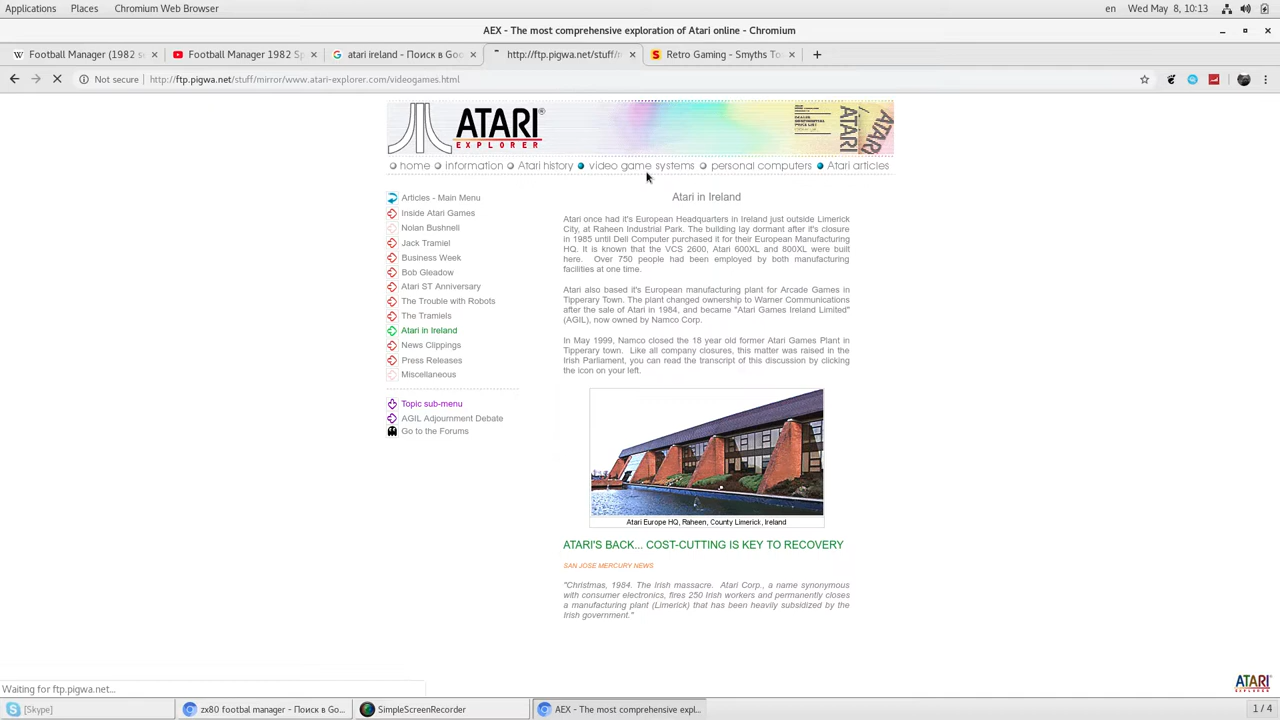 Applications Places Chromium Web Browser en Wed May 8, 10:13
AEX - The most comprehensive exploration of Atari online - Chromium
Football Manager (1982 s
Football Manager 1982 Sp
atari ireland - Поиск в Go
http://ftp.pigwa.net/stuff/
Retro Gaming - Smyths To
Not secure http://ftp.pigwa.net/stuff/mirror/www.atari-explorer.com/videogames.html
ATARI®
EXPLORER
ATARI
ATARI
home information Atari history video game systems personal computers Atari articles
Articles - Main Menu
Inside Atari Games
Nolan Bushnell
Jack Tramiel
Business Week
Bob Gleadow
Atari ST Anniversary
The Trouble with Robots
The Tramiels
Atari in Ireland
News Clippings
Press Releases
Miscellaneous
Topic sub-menu
AGIL Adjournment Debate
Go to the Forums
Atari in Ireland
Atari once had it's European Headquarters in Ireland just outside Limerick
City, at Raheen Industrial Park. The building lay dormant after it's closure
in 1985 until Dell Computer purchased it for their European Manufacturing
HQ. It is known that the VCS 2600, Atari 600XL and 800XL were built
here. Over 750 people had been employed by both manufacturing
facilities at one time.
Atari also based it's European manufacturing plant for Arcade Games in
Tipperary Town. The plant changed ownership to Warner Communications
after the sale of Atari in 1984, and became "Atari Games Ireland Limited"
(AGIL), now owned by Namco Corp.
In May 1999, Namco closed the 18 year old former Atari Games Plant in
Tipperary town. Like all company closures, this matter was raised in the
Irish Parliament, you can read the transcript of this discussion by clicking
the icon on your left.
Atari Europe HQ, Raheen, County Limerick, Ireland
ATARI'S BACK... COST-CUTTING IS KEY TO RECOVERY
SAN JOSE MERCURY NEWS
"Christmas, 1984. The Irish massacre. Atari Corp., a name synonymous
with consumer electronics, fires 250 Irish workers and permanently closes
a manufacturing plant (Limerick) that has been heavily subsidized by the
Irish government."
Waiting for ftp.pigwa.net...
ATARI
EXPLORER
[Skype]
zx80 footbal manager - Поиск в Go...
SimpleScreenRecorder
AEX - The most comprehensive expl...
1 / 4